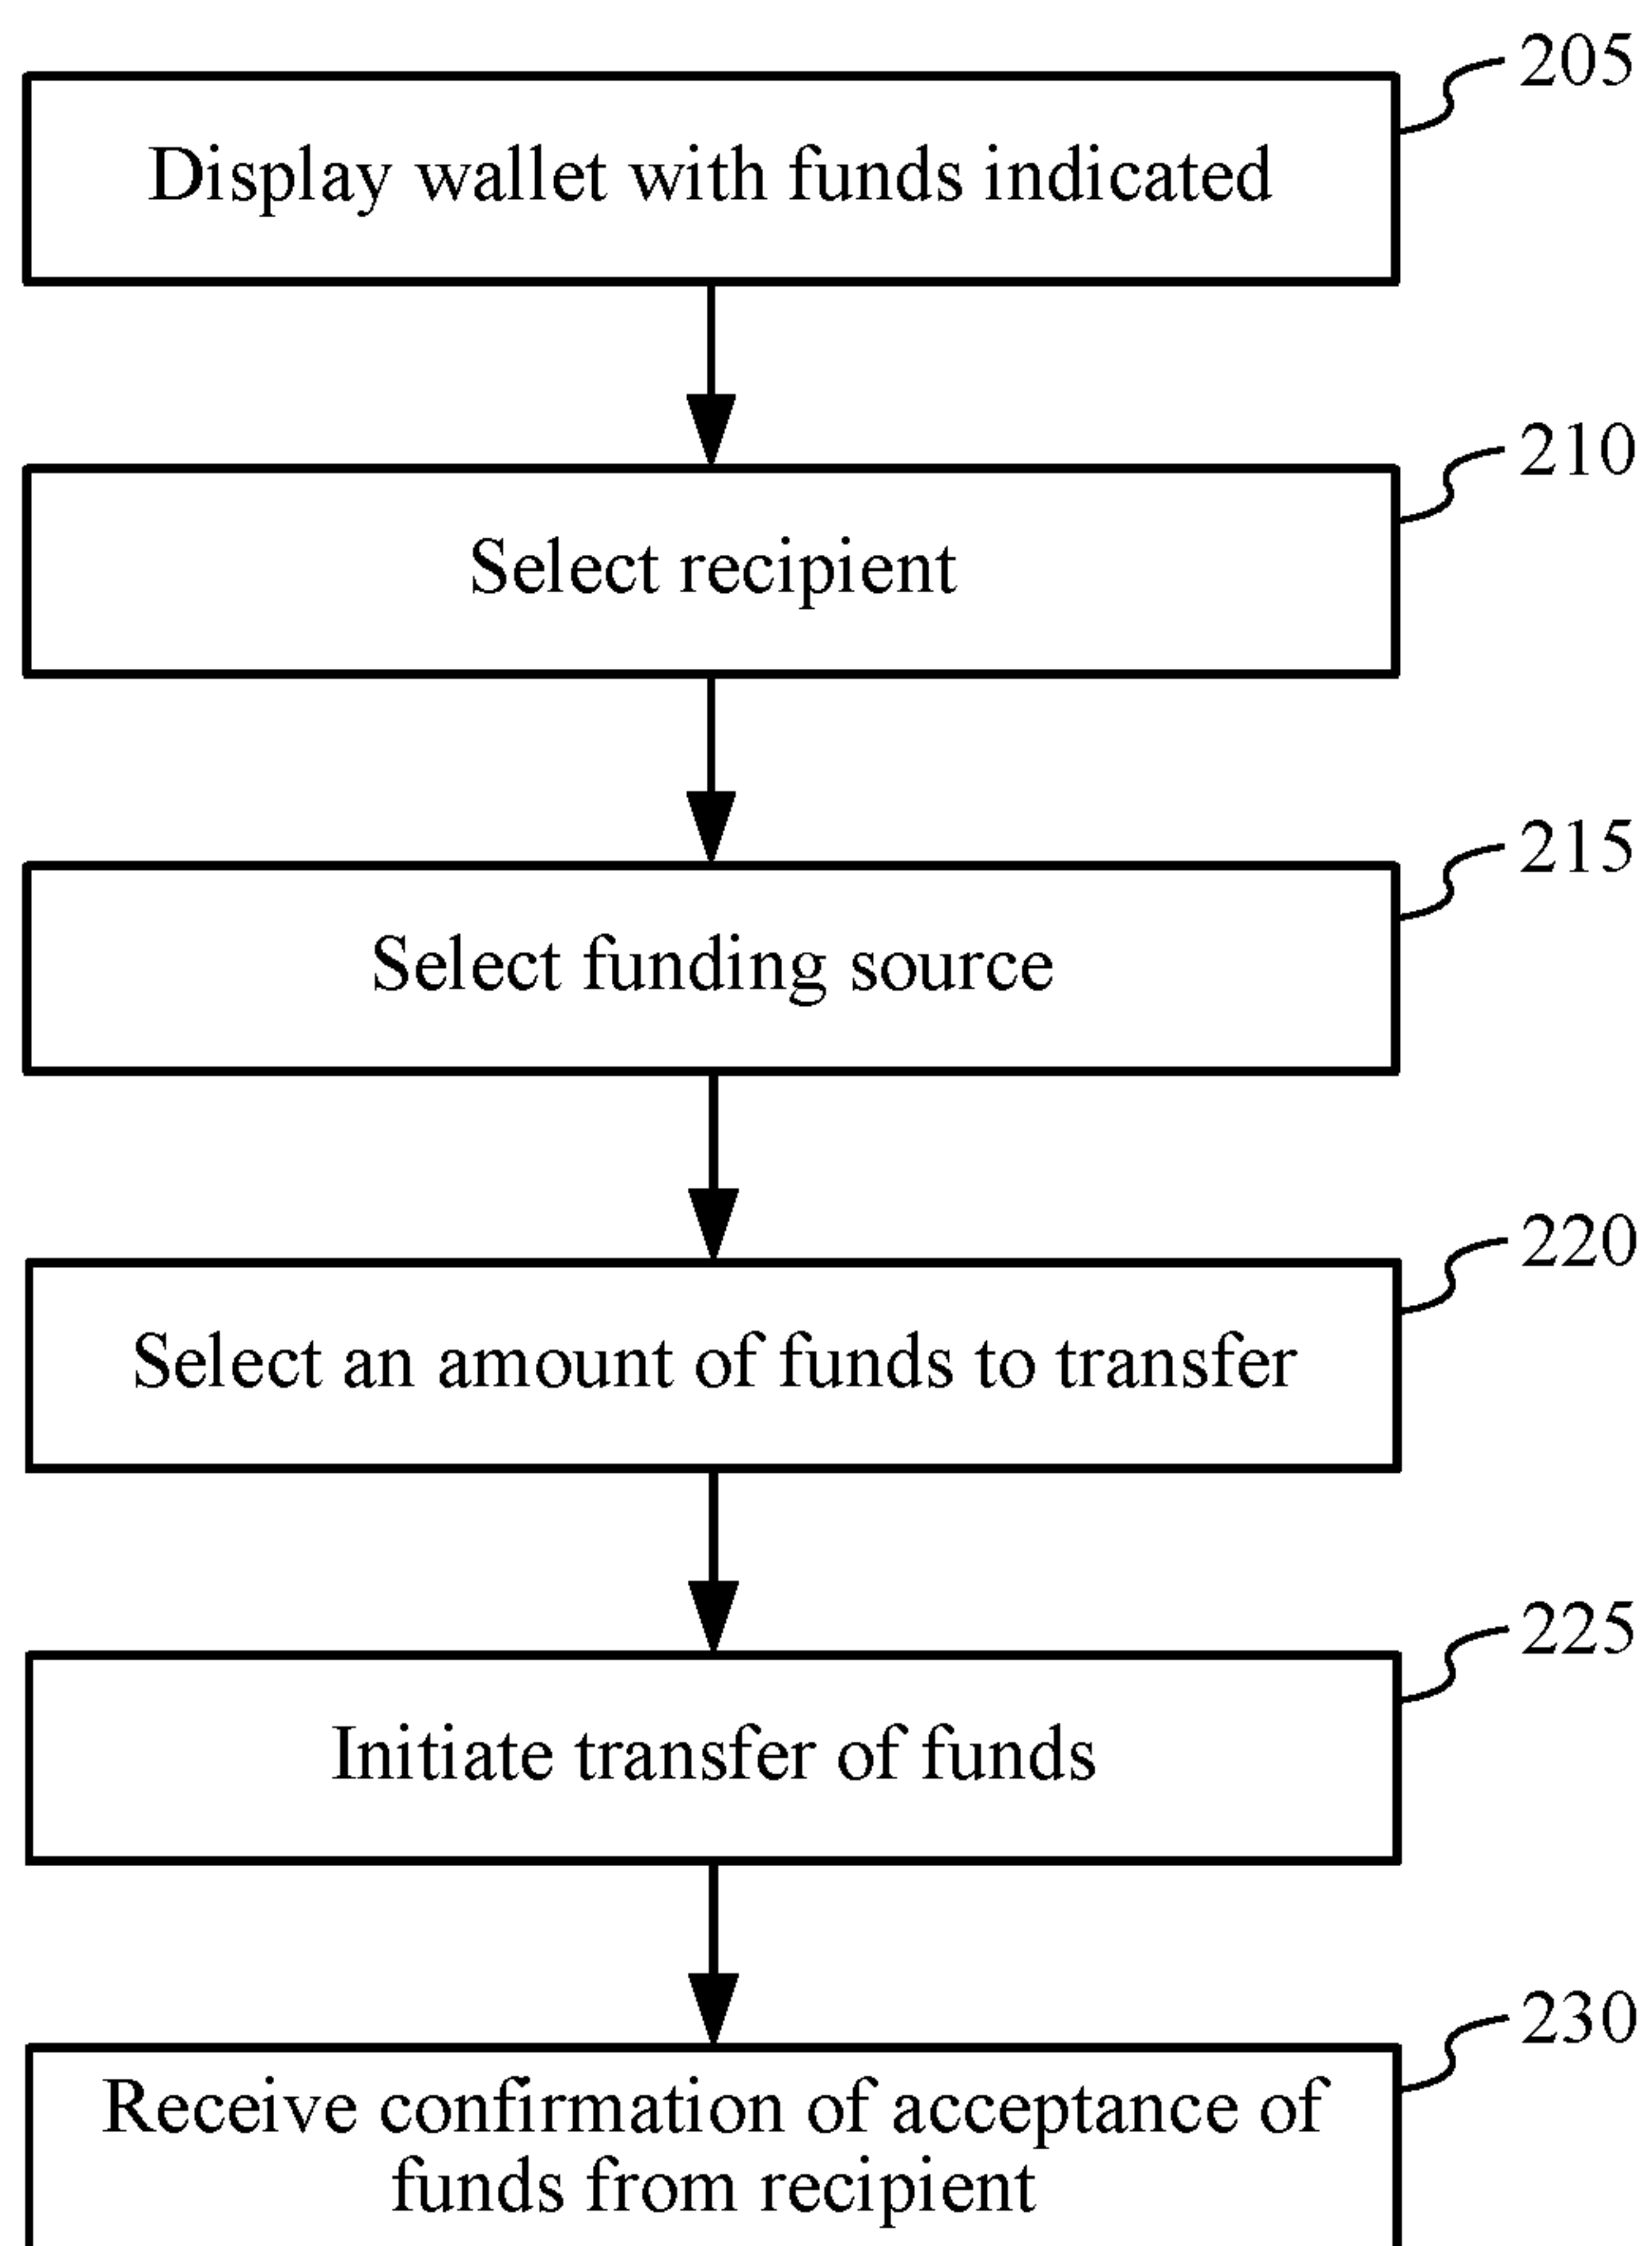 205
Display wallet with funds indicated
210
Select recipient
215
Select funding source
220
Select an amount of funds to transfer
225
Initiate transfer of funds
230
Receive confirmation of acceptance of
funds from recipient